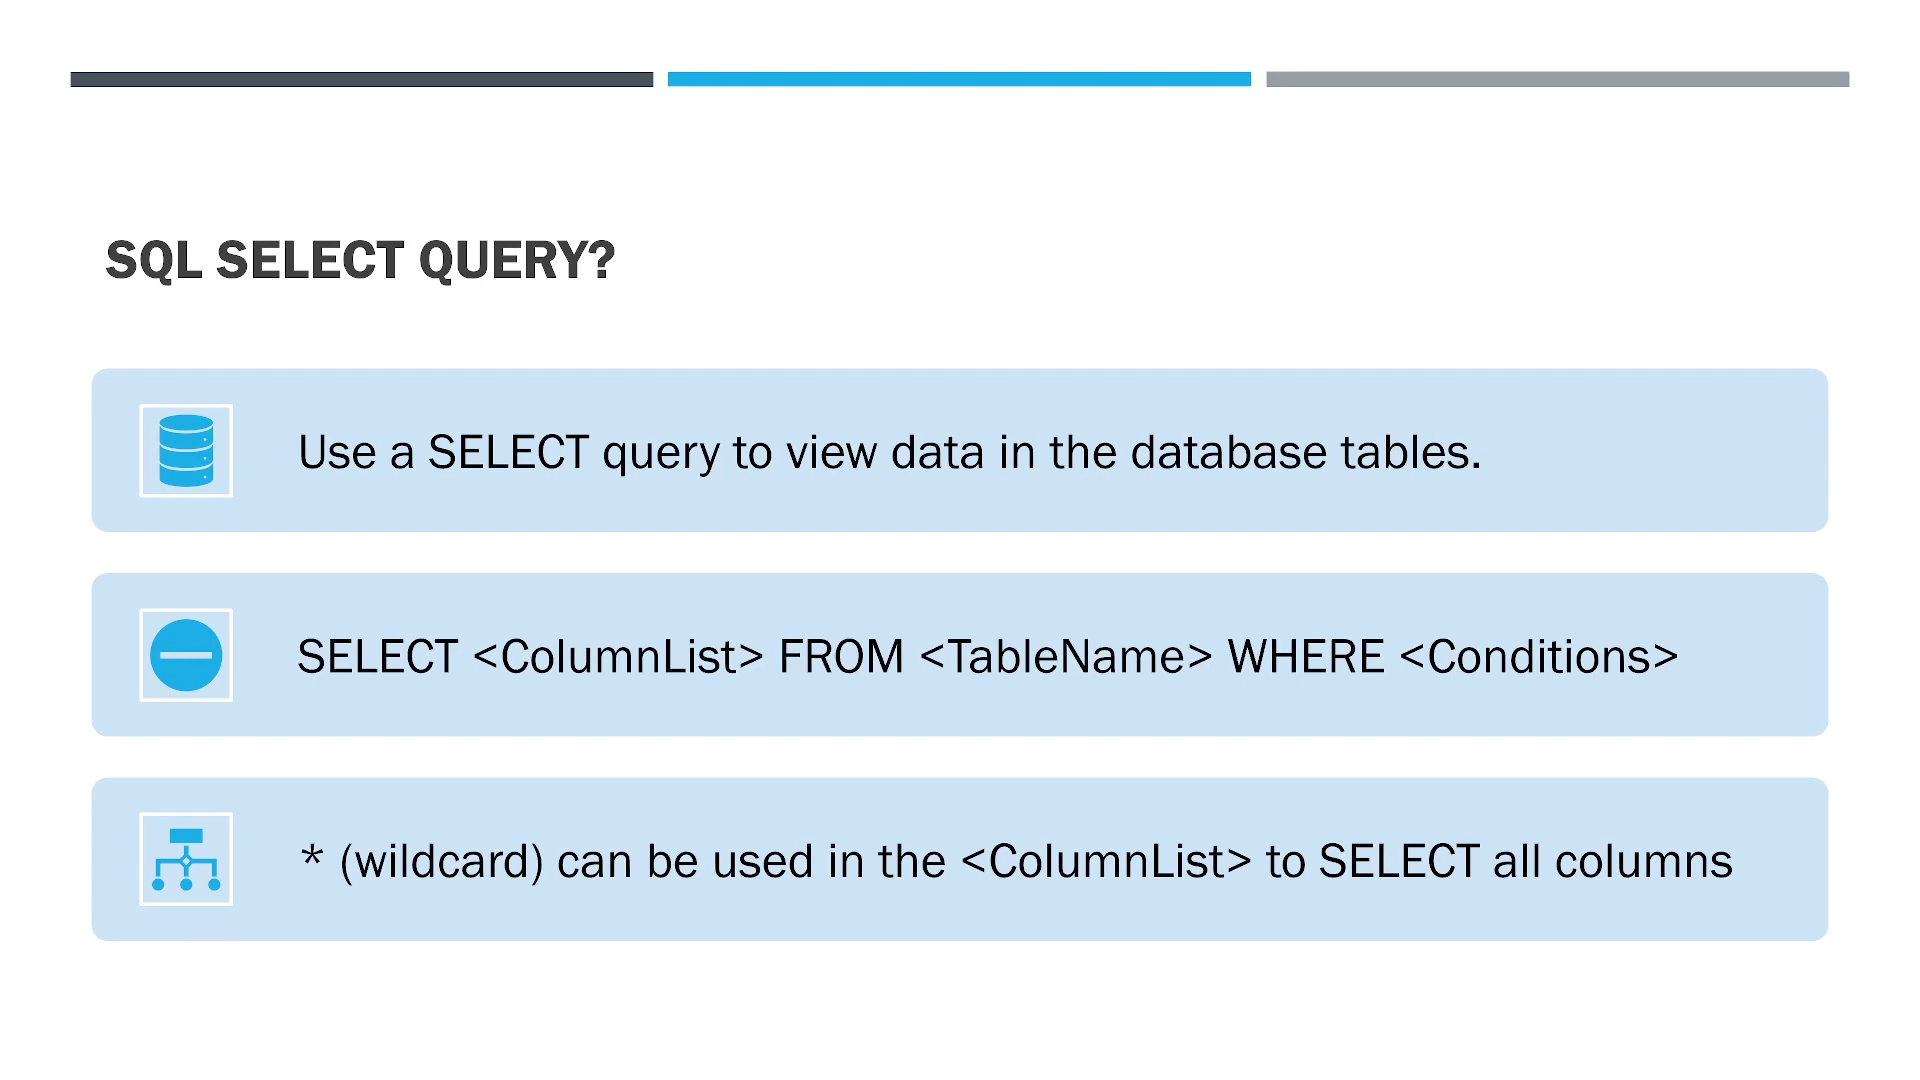 SQL SELECT QUERY?
Use a SELECT query to view data in the database tables.
SELECT <ColumnList> FROM <TableName> WHERE <Conditions>
* (wildcard) can be used in the <ColumnList> to SELECT all columns